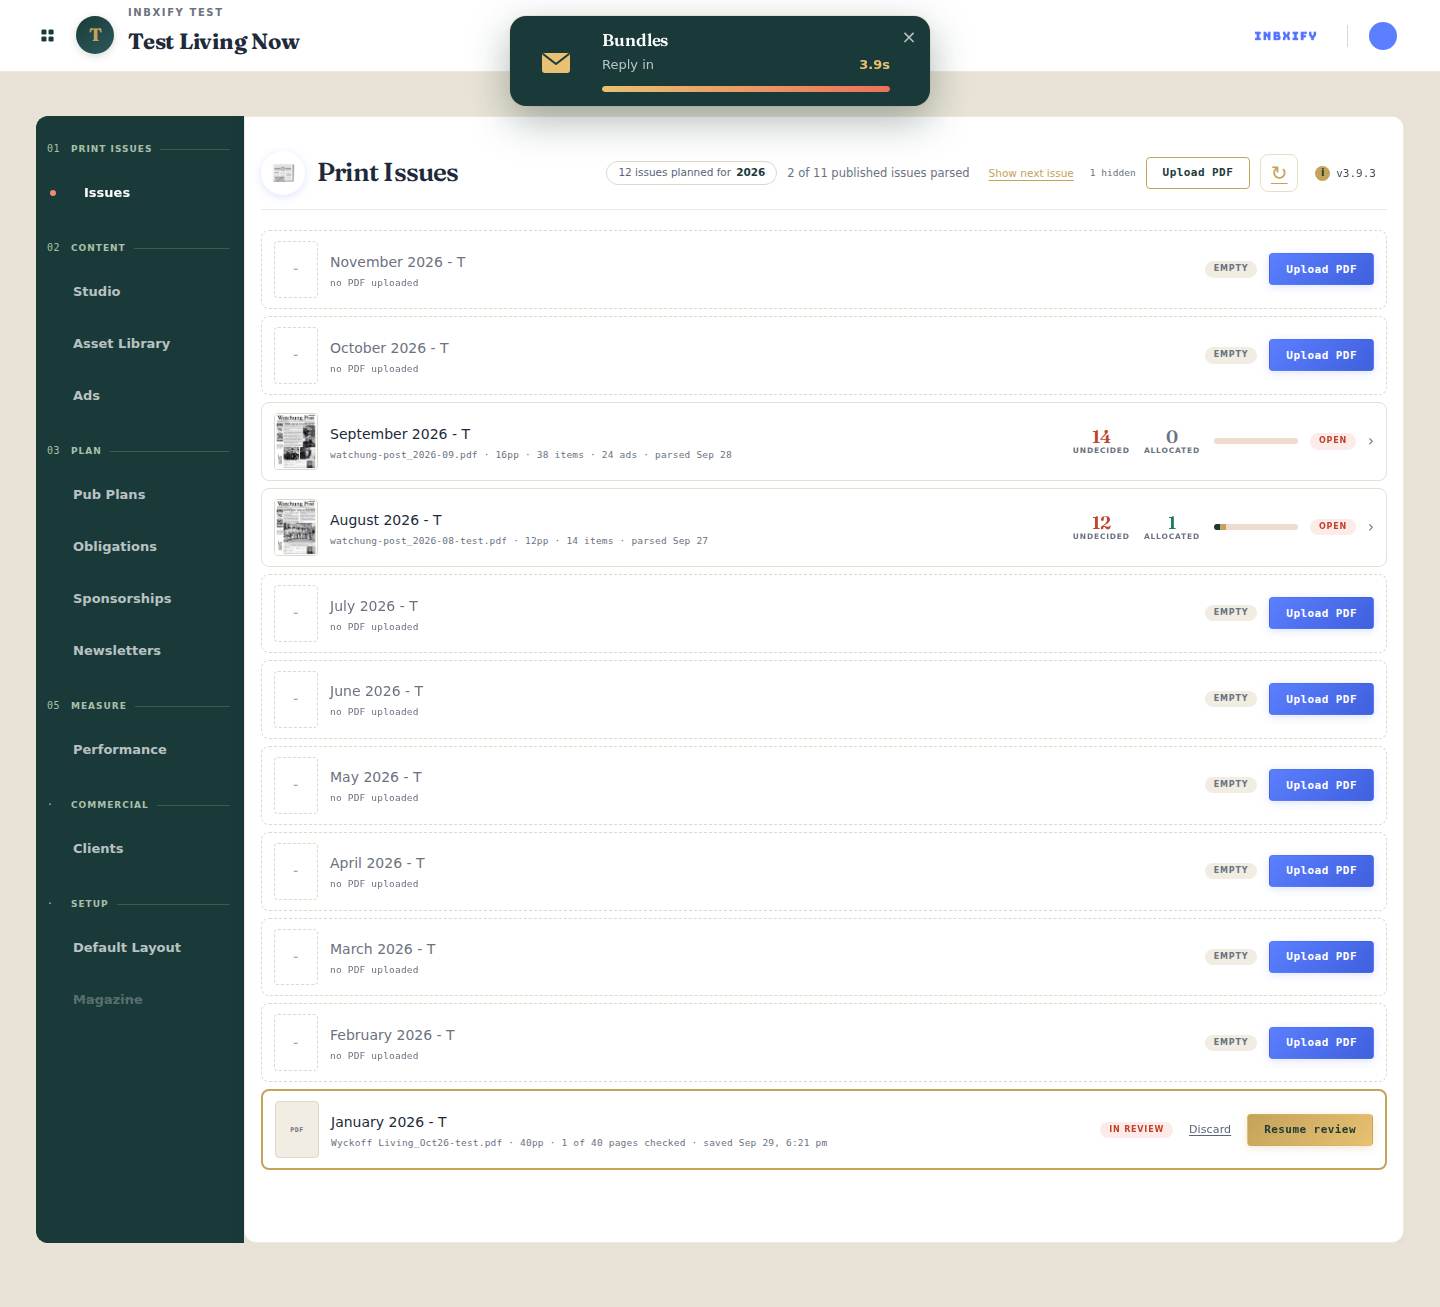 INBXIFY TEST
T
Test Living Now
Bundles
×
Reply in
3.9s
INBXIFY
01 PRINT ISSUES
Issues
02 CONTENT
Studio
Asset Library
Ads
03 PLAN
Pub Plans
Obligations
Sponsorships
Newsletters
05 MEASURE
Performance
· COMMERCIAL
Clients
· SETUP
Default Layout
Magazine
Print Issues
12 issues planned for 2026
2 of 11 published issues parsed
Show next issue
1 hidden
Upload PDF
↻
i v3.9.3
-
November 2026 - T
no PDF uploaded
EMPTY
Upload PDF
-
October 2026 - T
no PDF uploaded
EMPTY
Upload PDF
Watchung Post
September 2026 - T
watchung-post_2026-09.pdf · 16pp · 38 items · 24 ads · parsed Sep 28
14 UNDECIDED
0 ALLOCATED
OPEN
›
Watchung Post
August 2026 - T
watchung-post_2026-08-test.pdf · 12pp · 14 items · parsed Sep 27
12 UNDECIDED
1 ALLOCATED
OPEN
›
-
July 2026 - T
no PDF uploaded
EMPTY
Upload PDF
-
June 2026 - T
no PDF uploaded
EMPTY
Upload PDF
-
May 2026 - T
no PDF uploaded
EMPTY
Upload PDF
-
April 2026 - T
no PDF uploaded
EMPTY
Upload PDF
-
March 2026 - T
no PDF uploaded
EMPTY
Upload PDF
-
February 2026 - T
no PDF uploaded
EMPTY
Upload PDF
PDF
January 2026 - T
Wyckoff Living_Oct26-test.pdf · 40pp · 1 of 40 pages checked · saved Sep 29, 6:21 pm
IN REVIEW
Discard
Resume review